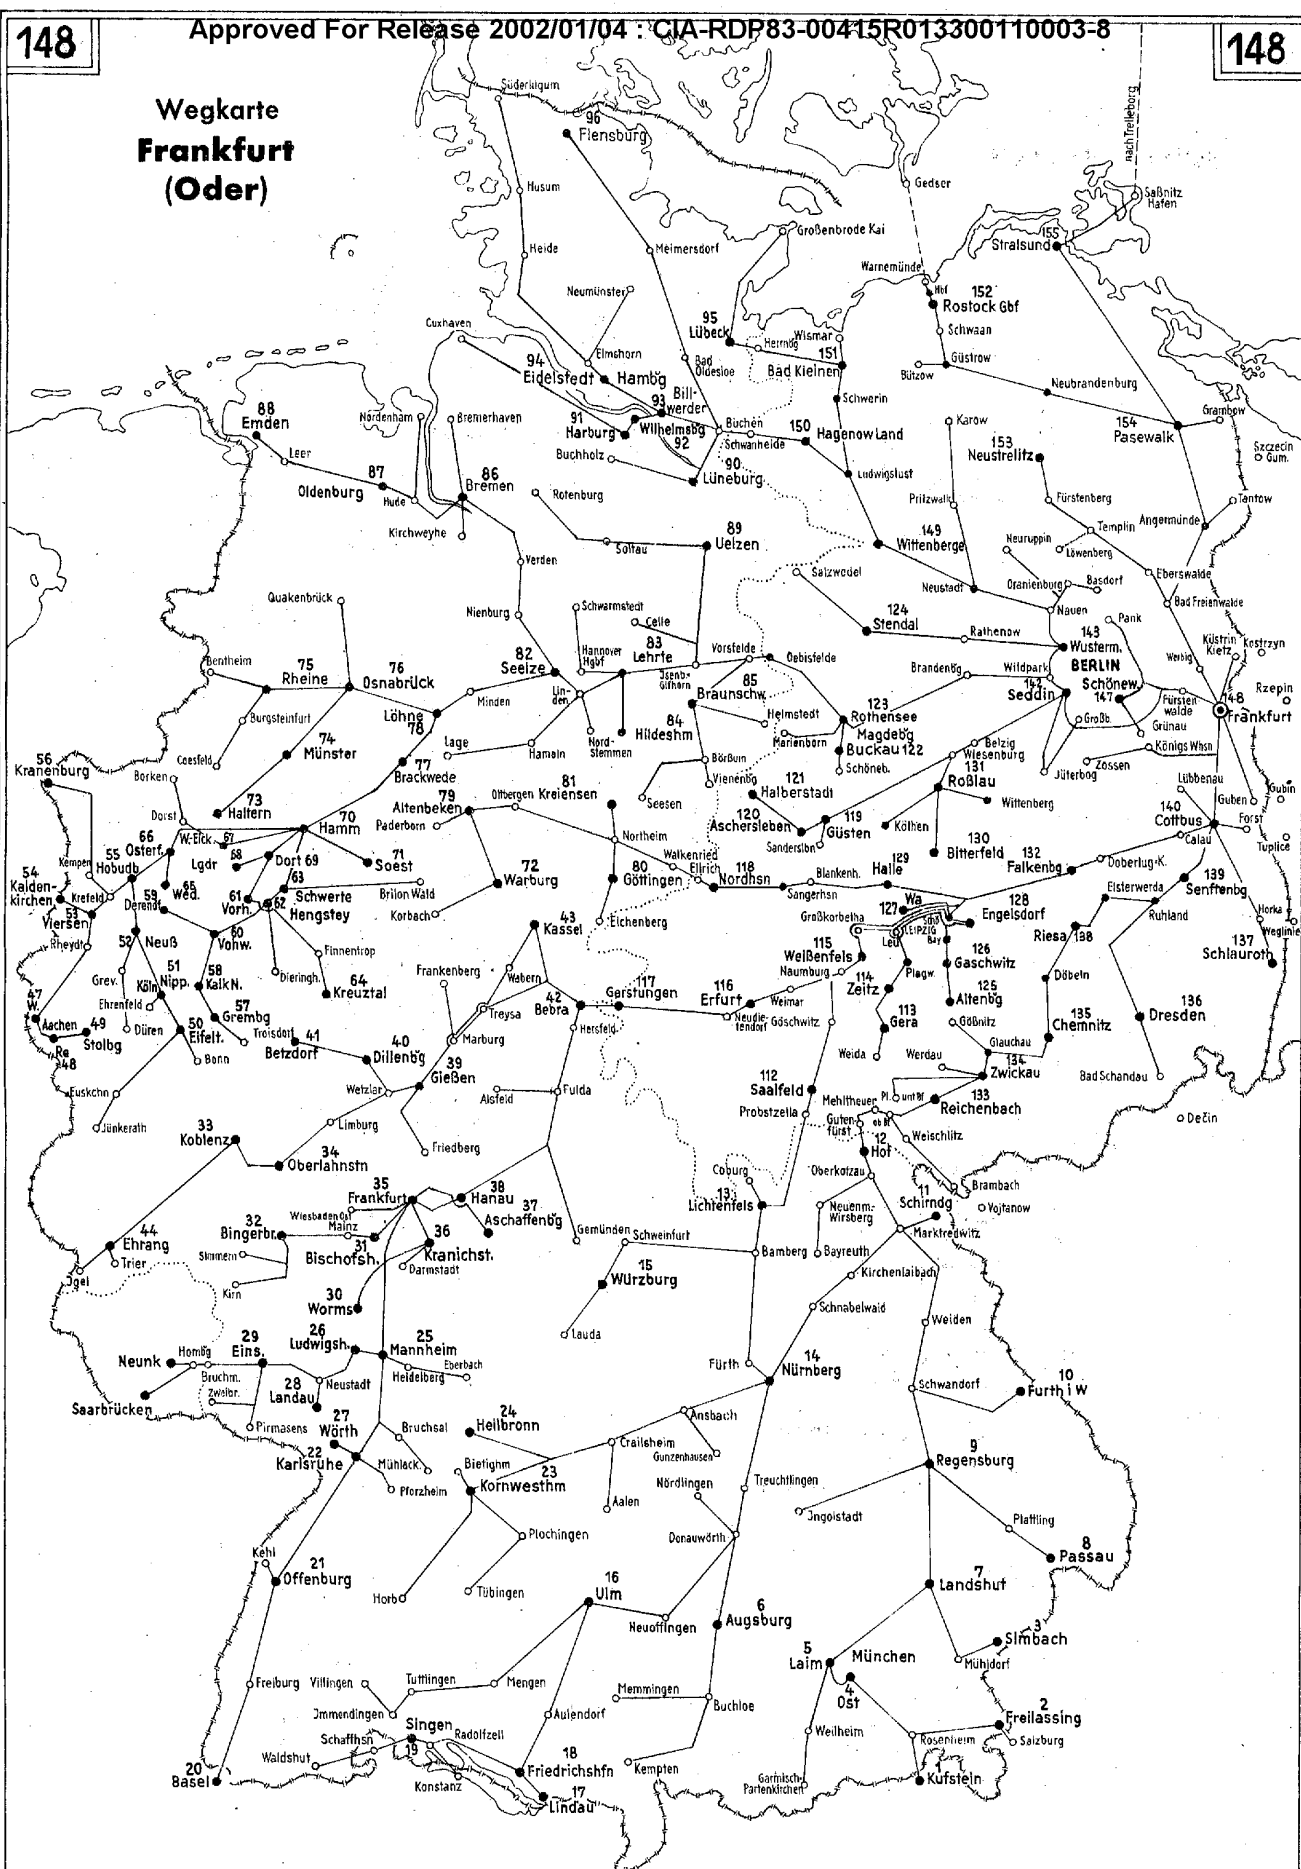 Approved For Release 2002/01/04 : CIA-RDP83-00415R013300110003-8
148
148
Wegkarte
Frankfurt
(Oder)
Süderlügum
96
Flensburg
nach Trelleborg
Gedser
Saßnitz
Hafen
Husum
Großenbrode Kai
155
Stralsund
Heide
Meimersdorf
Warnemünde
Hbf
152
Rostock Gbf
Neumünster
95
Lübeck
Herrnbg
Wismar
151
Bad Kleinen
Schwaan
Cuxhaven
Elmshorn
Bad
Oldesloe
Bützow
Güstrow
94
Eidelstedt
Hambg
Schwerin
Neubrandenburg
88
Emden
Nordenham
Bremerhaven
91
Harburg
93
Bill-
werder
Wilhelmsbg
92
Büchen
Schwanheide
150
Hagenow Land
Karow
153
Neustrelitz
154
Pasewalk
Grambow
Szczecin
Gum.
Leer
87
Oldenburg
Hude
86
Bremen
Buchholz
90
Lüneburg
Ludwigslust
Rotenburg
Pritzwalk
Fürstenberg
Tantow
Kirchweyhe
Soltau
89
Uelzen
149
Wittenberge
Neuruppin
Templin
Löwenberg
Angermünde
Verden
Salzwedel
Neustadt
Oranienburg
Basdorf
Eberswalde
Quakenbrück
Nienburg
Schwarmstedt
Celle
124
Stendal
Rathenow
Nauen
Pank
Bad Freienwalde
Bentheim
75
Rheine
76
Osnabrück
82
Seelze
Hannover
Hgbf
83
Lehrte
Jsenb.-
Gifhorn
Vorsfelde
Oebisfelde
143
Wusterm.
Küstrin
Kietz
Kostrzyn
Werbig
Minden
Lin-
den
85
Braunschw.
Brandenbg
Wildpark
BERLIN
142
Seddin
Schönew.
147
Fürsten
walde
148
Frankfurt
Rzepin
Burgsteinfurt
Löhne
78
Nord-
Stemmen
84
Hildeshm
Helmstedt
123
Rothensee
Magdebg
Buckau 122
Großb.
Grünau
Coesfeld
74
Münster
Lage
Hameln
Börßum
Marienborn
Schöneb.
Belzig
Wiesenburg
Königs Whsn
Zossen
56
Kranenburg
Borken
77
Brackwede
Vienenbg
131
Roßlau
Jüterbog
Lübbenau
Guben
Gubin
73
Haltern
79
Altenbeken
Ottbergen
81
Kreiensen
Seesen
121
Halberstadt
120
Aschersleben
119
Güsten
Wittenberg
140
Cottbus
Forst
Dorst
70
Hamm
Paderborn
Northeim
Sandersibn
Köthen
130
Bitterfeld
132
Falkenbg
Doberlug-K.
Calau
Tuplice
66
Osterf.
W.-Eick.
67
68
Lgdr
Dort 69
71
Soest
72
Warburg
80
Göttingen
Walkenried
Ellrich
118
Nordhsn
Blankenh.
Sangerhsn
129
Halle
139
Senftenbg
Kempen
55
Hobudb
54
Kalden-
kirchen
Krefeld
65
Wed.
59
Derendf
61
Vorh.
62
63
Schwerte
Hengstey
Brilon Wald
Korbach
Eichenberg
Großkorbetha
127
Wa
Schö
LEIPZIG
Leu
Bay
128
Engelsdorf
Elsterwerda
Ruhland
Horka
Weglinie
53
Viersen
Rheydt
52
Neuß
60
Vohw.
Finnentrop
43
Kassel
115
Weißenfels
Plagw.
126
Gaschwitz
Riesa
138
137
Schlauroth
Grev.
51
Nipp.
Köln
58
Kalk N.
Dieringh.
64
Kreuztal
Frankenberg
Wabern
Naumburg
114
Zeitz
125
Altenbg
Döbeln
136
Dresden
47
W.
Aachen
Re
48
49
Stolbg
Ehrenfeld
Düren
50
Eifelt.
57
Grembg
Troisdorf
Bonn
41
Betzdorf
40
Dillenbg
Treysa
Marburg
42
Bebra
Hersfeld
117
Gerstungen
116
Erfurt
Neudie-
tendorf
Weimar
Göschwitz
113
Gera
Gößnitz
135
Chemnitz
Euskchn
Wetzlar
39
Gießen
Alsfeld
Fulda
112
Saalfeld
Weida
Werdau
Glauchau
134
Zwickau
Bad Schandau
Jünkerath
33
Koblenz
Limburg
Friedberg
Probstzella
Mehltheuer
Pl. unt Bf
ob Bf
133
Reichenbach
Děčin
34
Oberlahnstn
Guten-
fürst
12
Hof
Weischlitz
Coburg
Oberkotzau
35
Frankfurt
38
Hanau
13
Lichtenfels
11
Schirndg
Brambach
Vojtanow
44
Ehrang
Trier
Jgel
32
Bingerbr.
Wiesbaden Ost
Mainz
31
Bischofsh.
36
Kranichst.
37
Aschaffenbg
Gemünden
Schweinfurt
Neuenm.-
Wirsberg
Bayreuth
Marktredwitz
Simmern
Darmstadt
15
Würzburg
Bamberg
Kirchenlaibach
Kirn
30
Worms
Lauda
Schnabelwaid
Weiden
Neunk
Hombg
Bruchm.
29
Eins.
26
Ludwigsh.
25
Mannheim
Eberbach
Heidelberg
Fürth
14
Nürnberg
Schwandorf
10
Furth i W
Saarbrücken
Zweibr.
28
Landau
Neustadt
Pirmasens
27
Wörth
Bruchsal
24
Heilbronn
Ansbach
Crailsheim
Gunzenhausen
9
Regensburg
22
Karlsruhe
Mühlack.
Pforzheim
Bietighm
23
Kornwesthm
Aalen
Nördlingen
Treuchtlingen
Jngolstadt
Plattling
8
Passau
Kehl
21
Offenburg
Plochingen
Donauwörth
Horb
Tübingen
16
Ulm
Neuoffingen
6
Augsburg
7
Landshut
3
Simbach
Mühldorf
Freiburg
Villingen
Tuttlingen
Mengen
Memmingen
Buchloe
5
Laim
München
4
Ost
Jmmendingen
Aulendorf
Weilheim
2
Freilassing
Salzburg
Rosenheim
Schaffhsn
Singen
19
Radolfzell
Waldshut
Konstanz
18
Friedrichshfn
Kempten
Garmisch-
Partenkirchen
1
Kufstein
20
Basel
17
Lindau